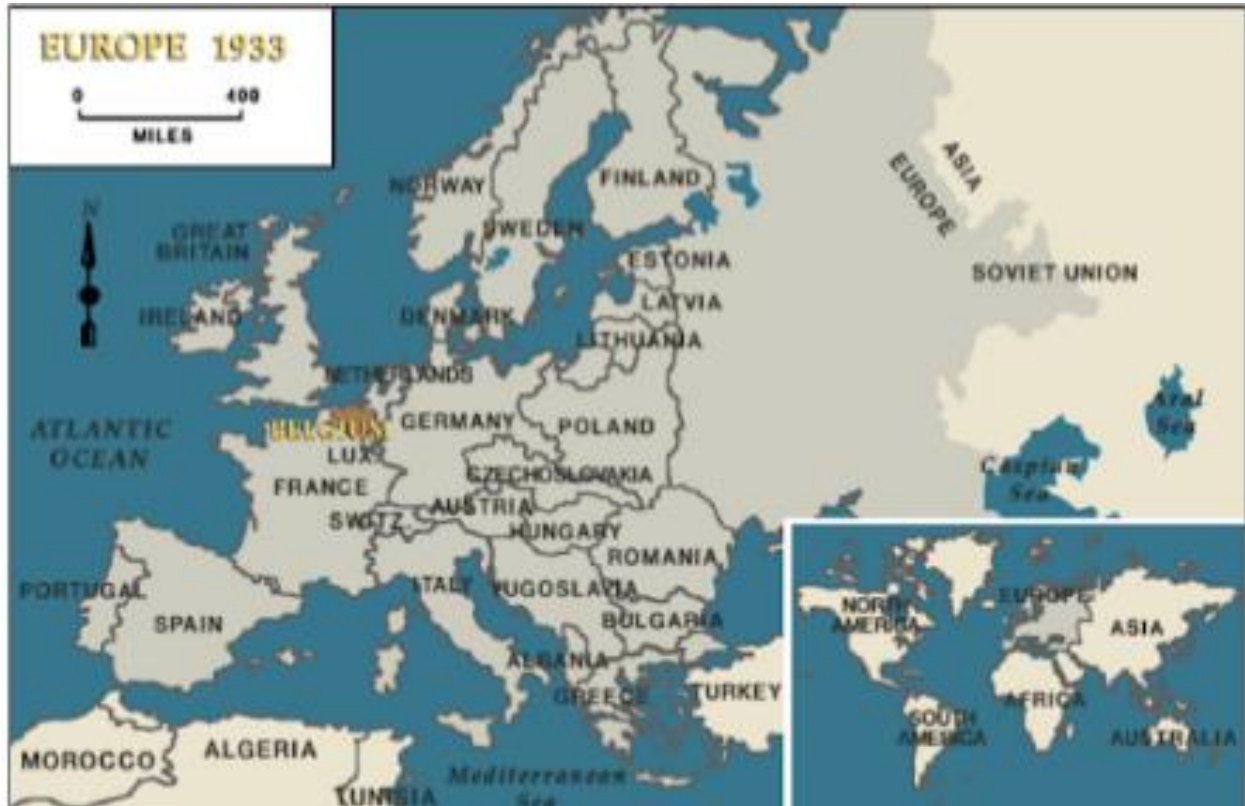 EUROPE 1933
0 400
MILES
N
NORWAY
FINLAND
ASIA
EUROPE
GREAT
BRITAIN
SWEDEN
ESTONIA
SOVIET UNION
LATVIA
IRELAND
DENMARK
LITHUANIA
NETHERLANDS
ATLANTIC
OCEAN
BELGIUM
GERMANY
POLAND
Aral
Sea
LUX.
CZECHOSLOVAKIA
Caspian
Sea
FRANCE
AUSTRIA
SWITZ.
HUNGARY
ROMANIA
PORTUGAL
ITALY
YUGOSLAVIA
SPAIN
BULGARIA
ALBANIA
GREECE
TURKEY
MOROCCO
ALGERIA
TUNISIA
Mediterranean
Sea
NORTH
AMERICA
EUROPE
ASIA
AFRICA
SOUTH
AMERICA
AUSTRALIA